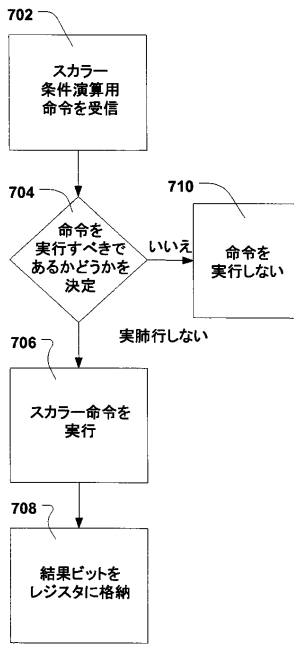 702
スカラー
条件演算用
命令を受信
704
命令を
実行すべきで
あるかどうかを
決定
いいえ
710
命令を
実行しない
実肺行しない
706
スカラー命令を
実行
708
結果ビットを
レジスタに格納